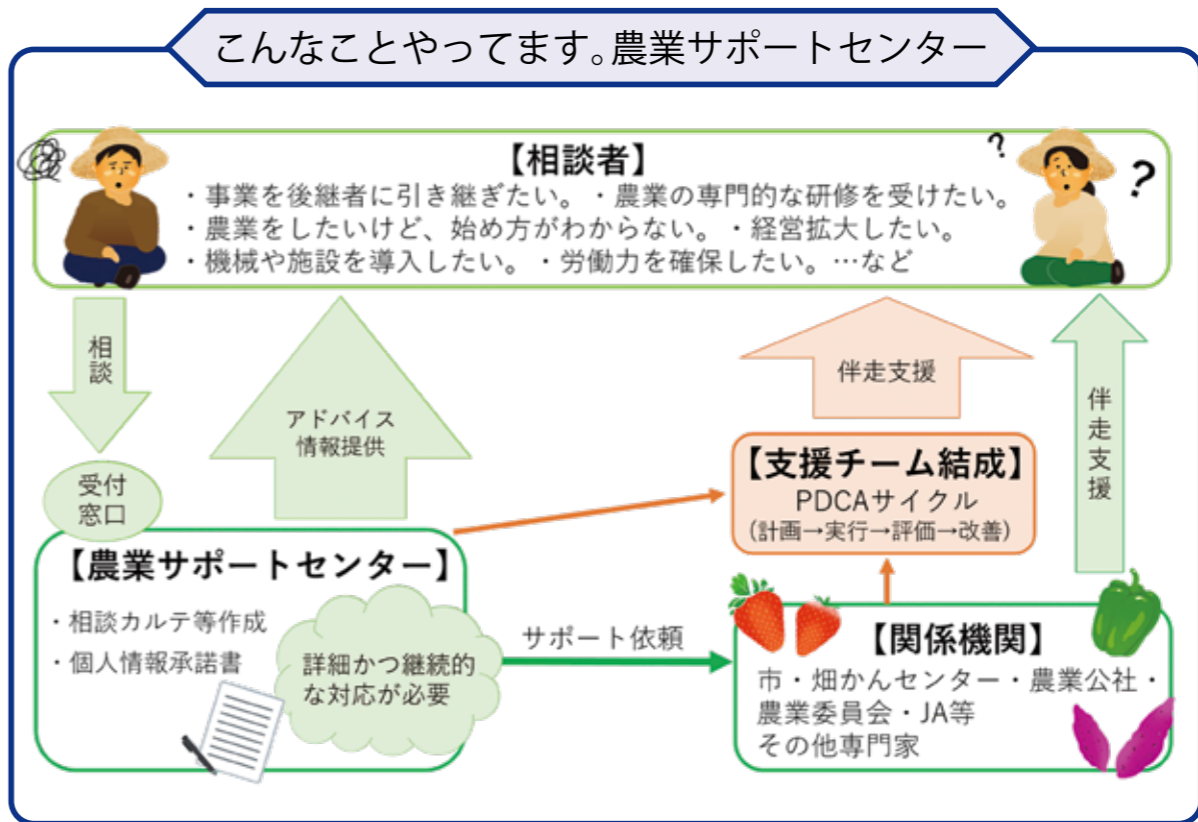 こんなことやってます。農業サポートセンター
【相談者】
・事業を後継者に引き継ぎたい。・農業の専門的な研修を受けたい。
・農業をしたいけど、始め方がわからない。・経営拡大したい。
・機械や施設を導入したい。・労働力を確保したい。…など
?
?
相談
アドバイス
情報提供
伴走支援
伴走支援
受付
窓口
【農業サポートセンター】
・相談カルテ等作成
・個人情報承諾書
詳細かつ継続的
な対応が必要
サポート依頼
【支援チーム結成】
PDCAサイクル
(計画→実行→評価→改善)
【関係機関】
市・畑かんセンター・農業公社・
農業委員会・JA等
その他専門家